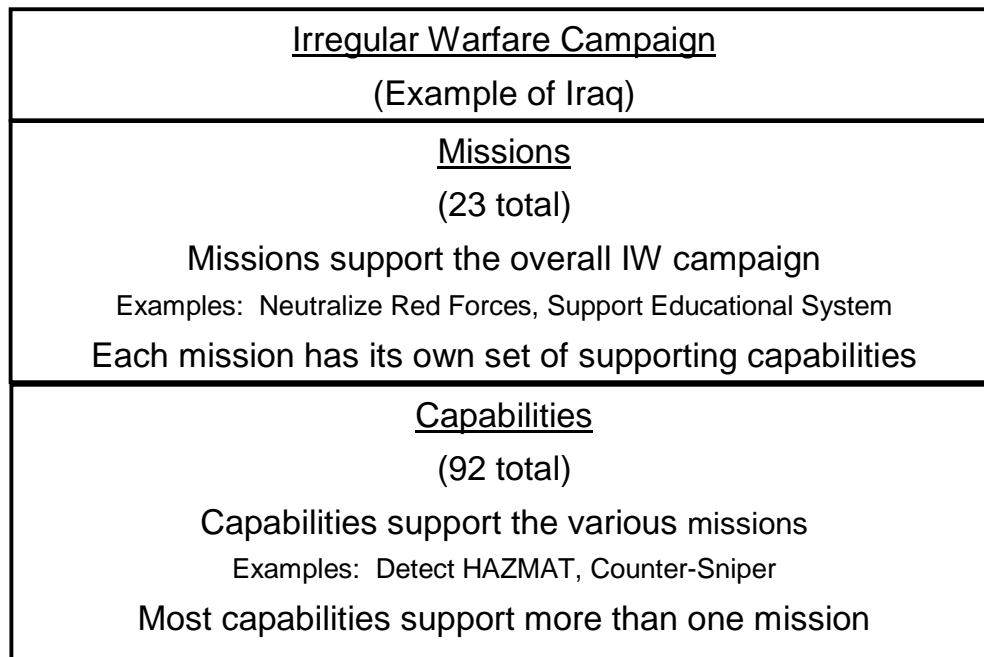 Irregular Warfare Campaign
(Example of Iraq)
Missions
(23 total)
Missions support the overall IW campaign
Examples:  Neutralize Red Forces, Support Educational System
Each mission has its own set of supporting capabilities
Capabilities
(92 total)
Capabilities support the various missions
Examples:  Detect HAZMAT, Counter-Sniper
Most capabilities support more than one mission